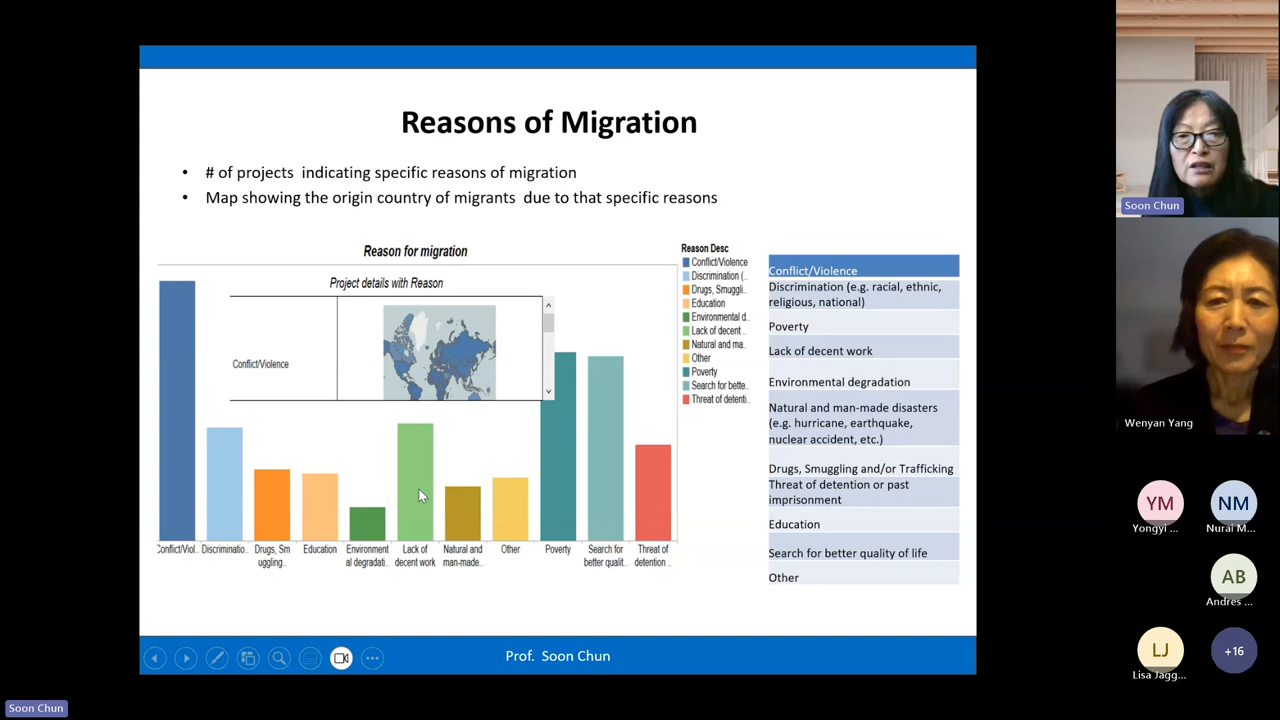 Reasons of Migration
• # of projects indicating specific reasons of migration
• Map showing the origin country of migrants due to that specific reasons
Reason for migration
Project details with Reason
Conflict/Violence
Conflict/Viol..
Discriminatio..
Drugs, Sm
uggling..
Education
Environment
al degradati..
Lack of
decent work
Natural and
man-made..
Other
Poverty
Search for
better qualit..
Threat of
detention ..
Reason Desc
Conflict/Violence
Discrimination (..
Drugs, Smuggli..
Education
Environmental d..
Lack of decent ..
Natural and ma..
Other
Poverty
Search for bette..
Threat of detenti..
Conflict/Violence
Discrimination (e.g. racial, ethnic,
religious, national)
Poverty
Lack of decent work
Environmental degradation
Natural and man-made disasters
(e.g. hurricane, earthquake,
nuclear accident, etc.)
Drugs, Smuggling and/or Trafficking
Threat of detention or past
imprisonment
Education
Search for better quality of life
Other
Prof. Soon Chun
Soon Chun
Soon Chun
Wenyan Yang
YM
Yongyi ...
NM
Nurai M...
AB
Andres ...
LJ
Lisa Jagg...
+16